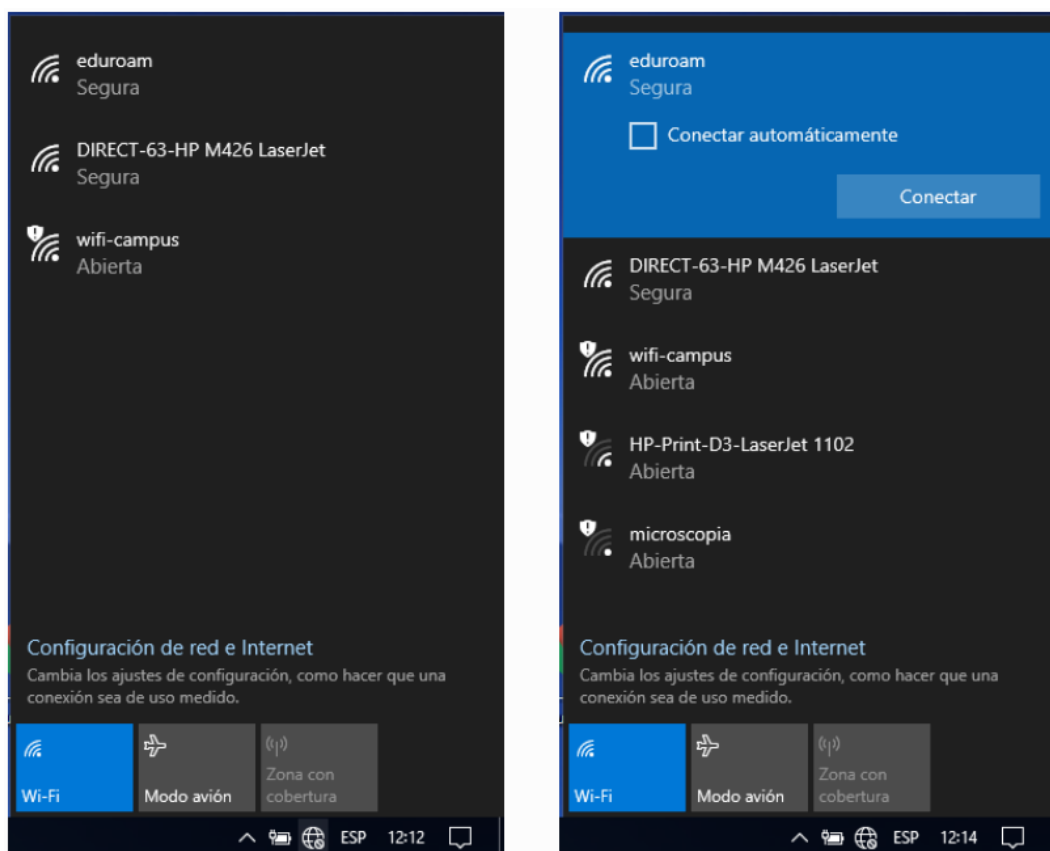 eduroam
Segura
DIRECT-63-HP M426 LaserJet
Segura
wifi-campus
Abierta
Configuración de red e Internet
Cambia los ajustes de configuración, como hacer que una
conexión sea de uso medido.
Wi-Fi
Modo avión
Zona con
cobertura
ESP
12:12
eduroam
Segura
Conectar automáticamente
Conectar
DIRECT-63-HP M426 LaserJet
Segura
wifi-campus
Abierta
HP-Print-D3-LaserJet 1102
Abierta
microscopia
Abierta
Configuración de red e Internet
Cambia los ajustes de configuración, como hacer que una
conexión sea de uso medido.
Wi-Fi
Modo avión
Zona con
cobertura
ESP
12:14